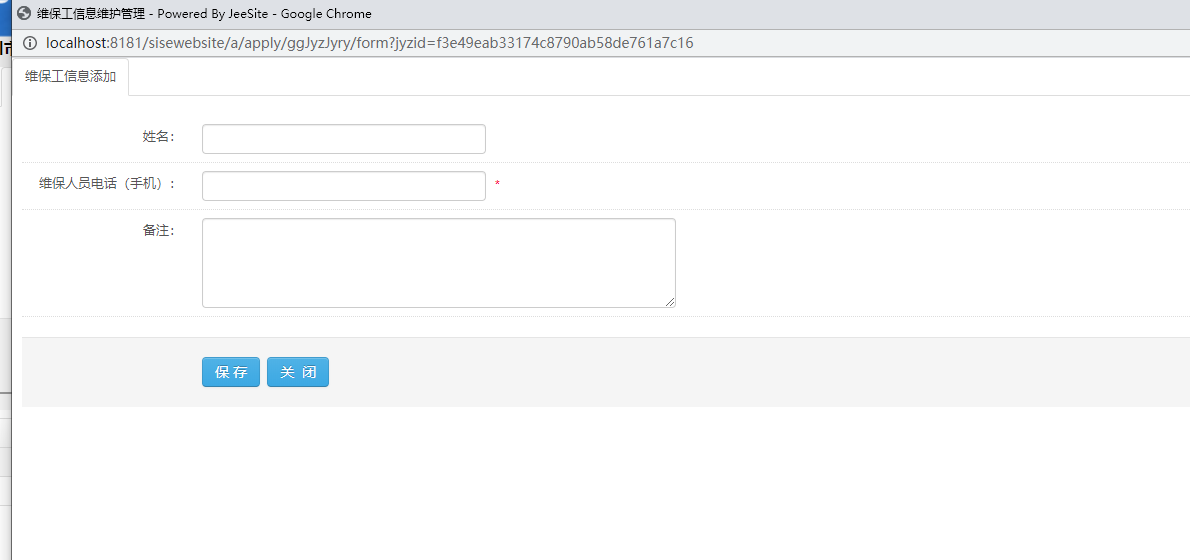 维保工信息维护管理 - Powered By JeeSite - Google Chrome
localhost:8181/sisewebsite/a/apply/ggJyzJyry/form?jyzid=f3e49eab33174c8790ab58de761a7c16
维保工信息添加
姓名：
维保人员电话（手机）： *
备注：
保 存 关 闭